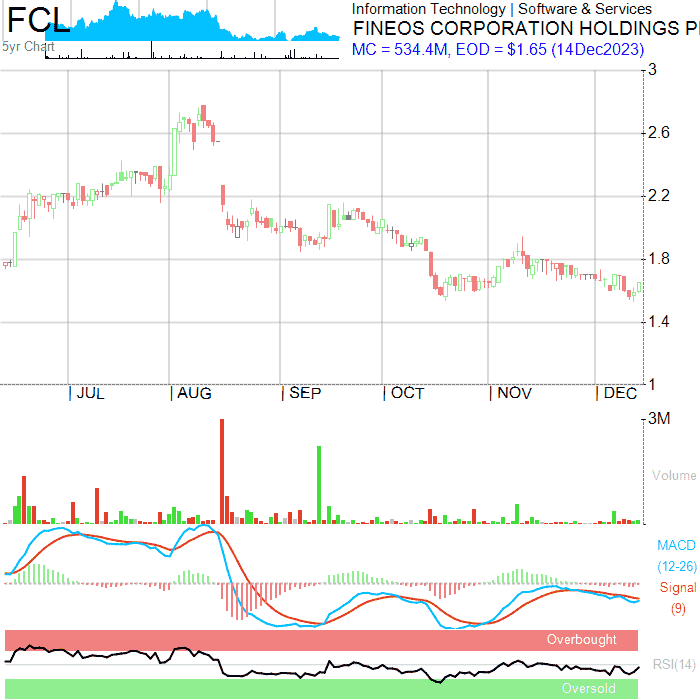 FCL
5yr Chart
Information Technology | Software & Services
FINEOS CORPORATION HOLDINGS P
MC = 534.4M, EOD = $1.65 (14Dec2023)
3
2.6
2.2
1.8
1.4
1
| JUL | AUG | SEP | OCT | NOV | DEC
3M
Volume
MACD
(12-26)
Signal
(9)
Overbought
RSI(14)
Oversold